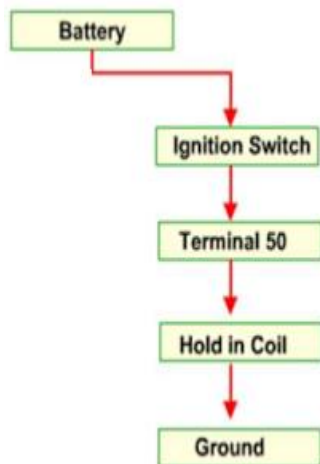 Battery
Ignition Switch
Terminal 50
Hold in Coil
Ground